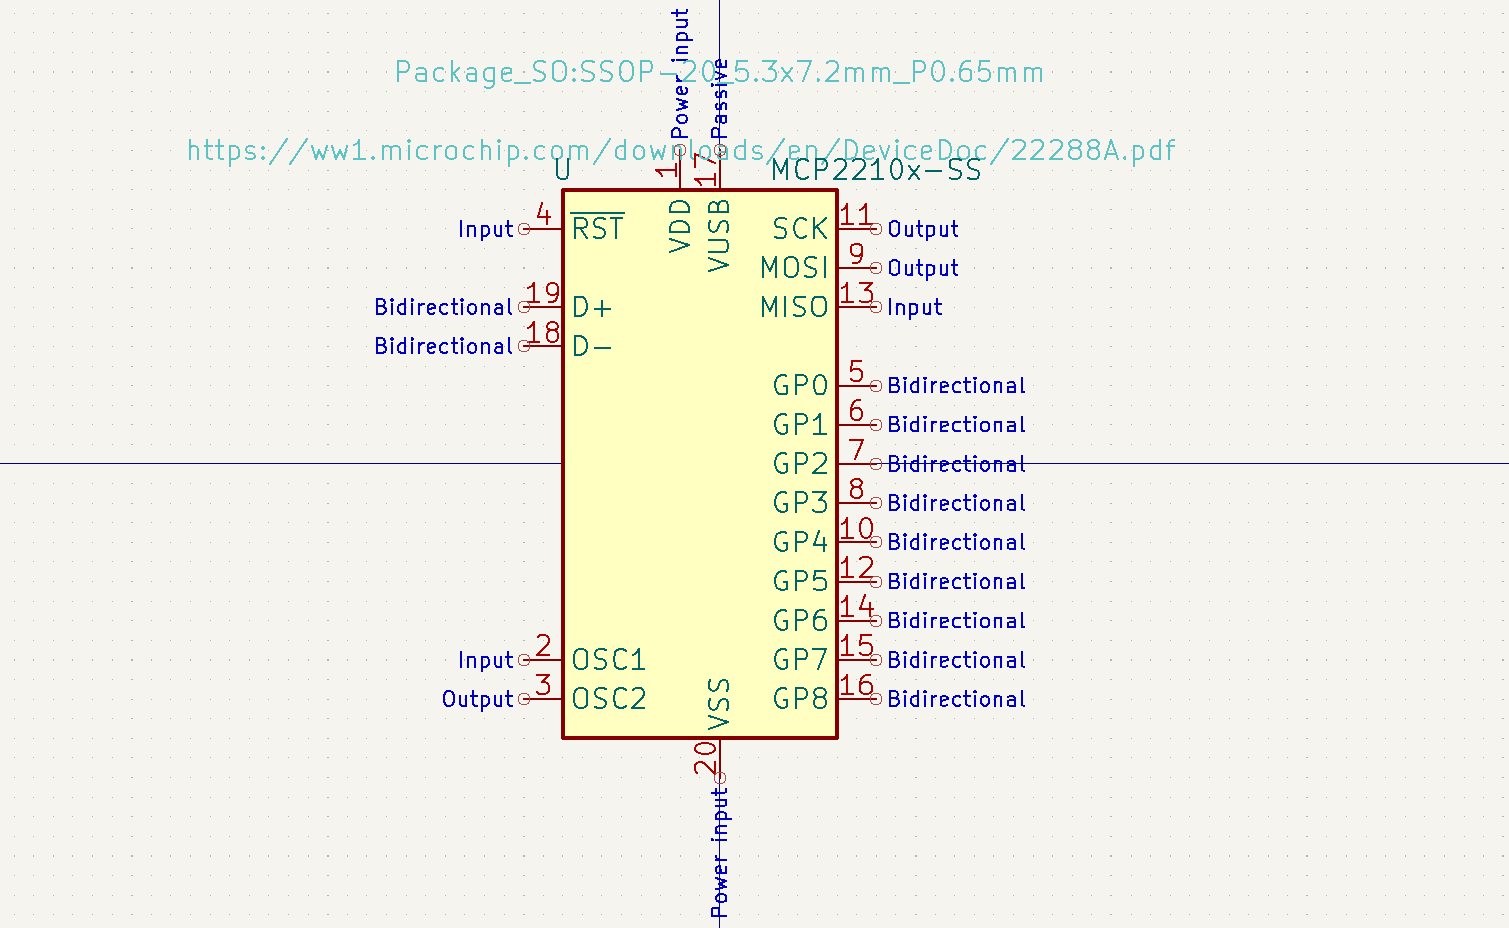 Power input
Passive
Package_SO:SSOP-20_5.3x7.2mm_P0.65mm
https://ww1.microchip.com/downloads/en/DeviceDoc/22288A.pdf
U
1
17
MCP2210x-SS
VDD
VUSB
Input 4 RST
SCK 11 Output
MOSI 9 Output
Bidirectional 19 D+
MISO 13 Input
Bidirectional 18 D-
GP0 5 Bidirectional
GP1 6 Bidirectional
GP2 7 Bidirectional
GP3 8 Bidirectional
GP4 10 Bidirectional
GP5 12 Bidirectional
GP6 14 Bidirectional
Input 2 OSC1
GP7 15 Bidirectional
Output 3 OSC2
GP8 16 Bidirectional
VSS
20
Power input